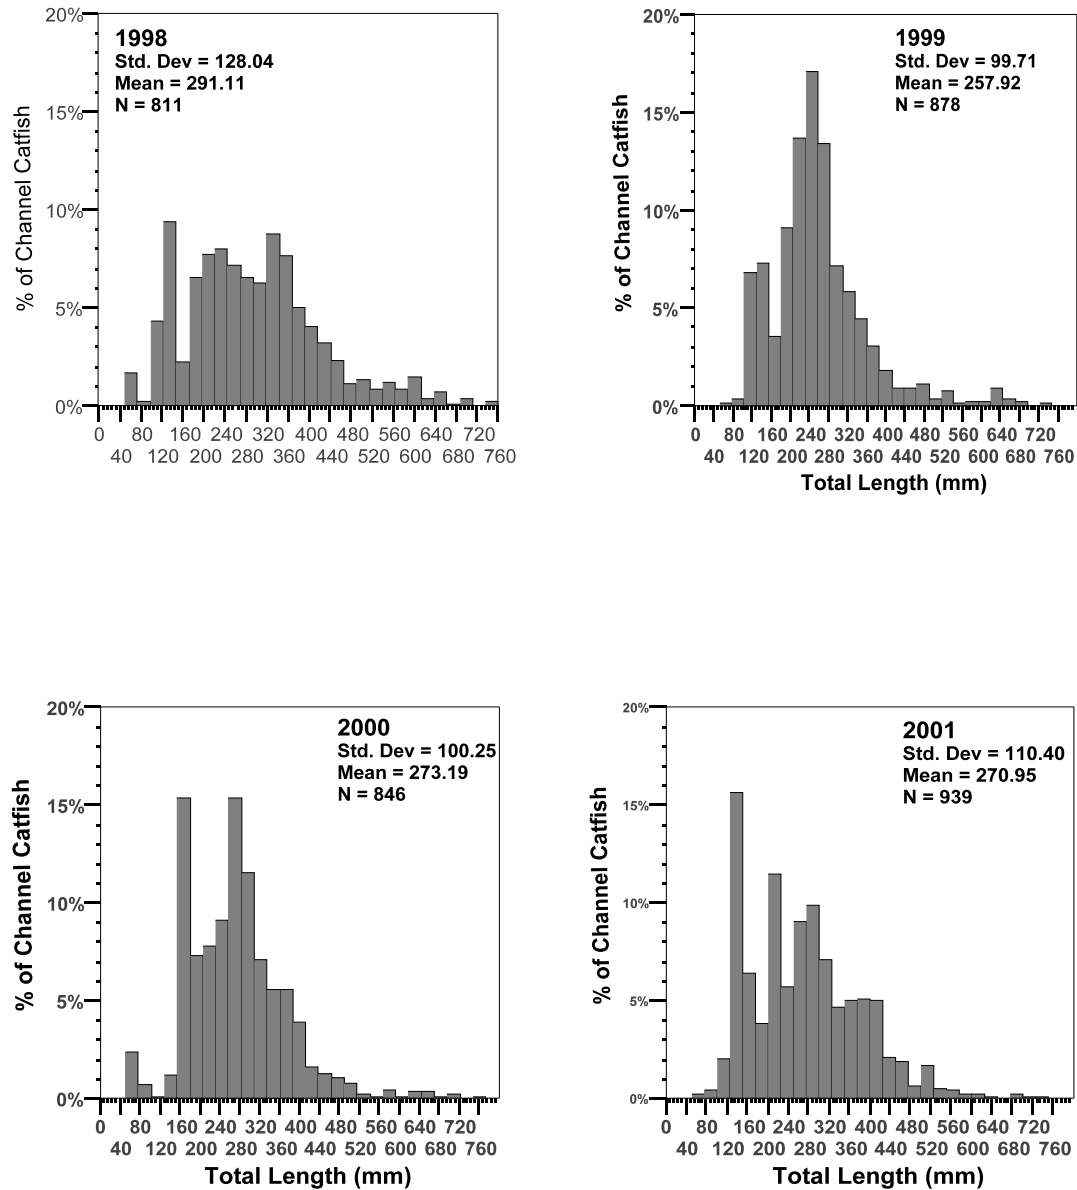 20%
15%
10%
5%
0%
% of Channel Catfish
1998
Std. Dev = 128.04
Mean = 291.11
N = 811
0 80 160 240 320 400 480 560 640 720
40 120 200 280 360 440 520 600 680 760
20%
15%
10%
5%
0%
% of Channel Catfish
1999
Std. Dev = 99.71
Mean = 257.92
N = 878
0 80 160 240 320 400 480 560 640 720
40 120 200 280 360 440 520 600 680 760
Total Length (mm)
20%
15%
10%
5%
0%
% of Channel Catfish
2000
Std. Dev = 100.25
Mean = 273.19
N = 846
0 80 160 240 320 400 480 560 640 720
40 120 200 280 360 440 520 600 680 760
Total Length (mm)
20%
15%
10%
5%
0%
% of Channel Catfish
2001
Std. Dev = 110.40
Mean = 270.95
N = 939
0 80 160 240 320 400 480 560 640 720
40 120 200 280 360 440 520 600 680 760
Total Length (mm)